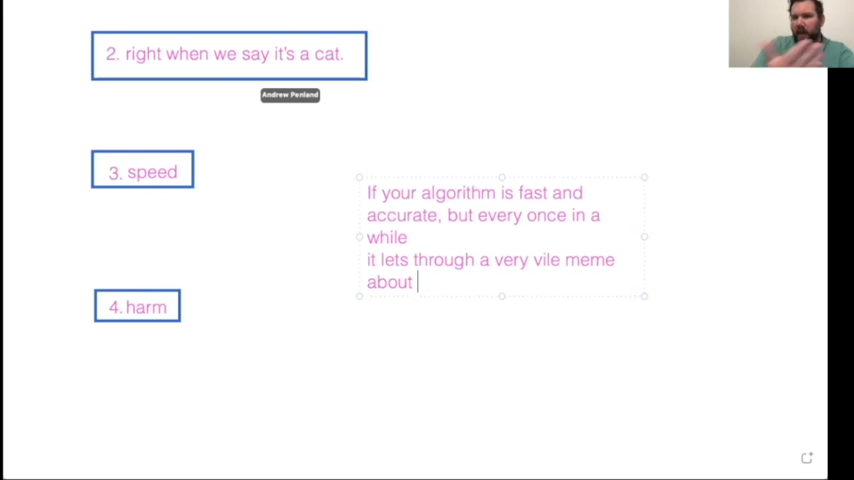 2. right when we say it's a cat.
Andrew Penland
3. speed
If your algorithm is fast and
accurate, but every once in a
while
it lets through a very vile meme
about
4. harm